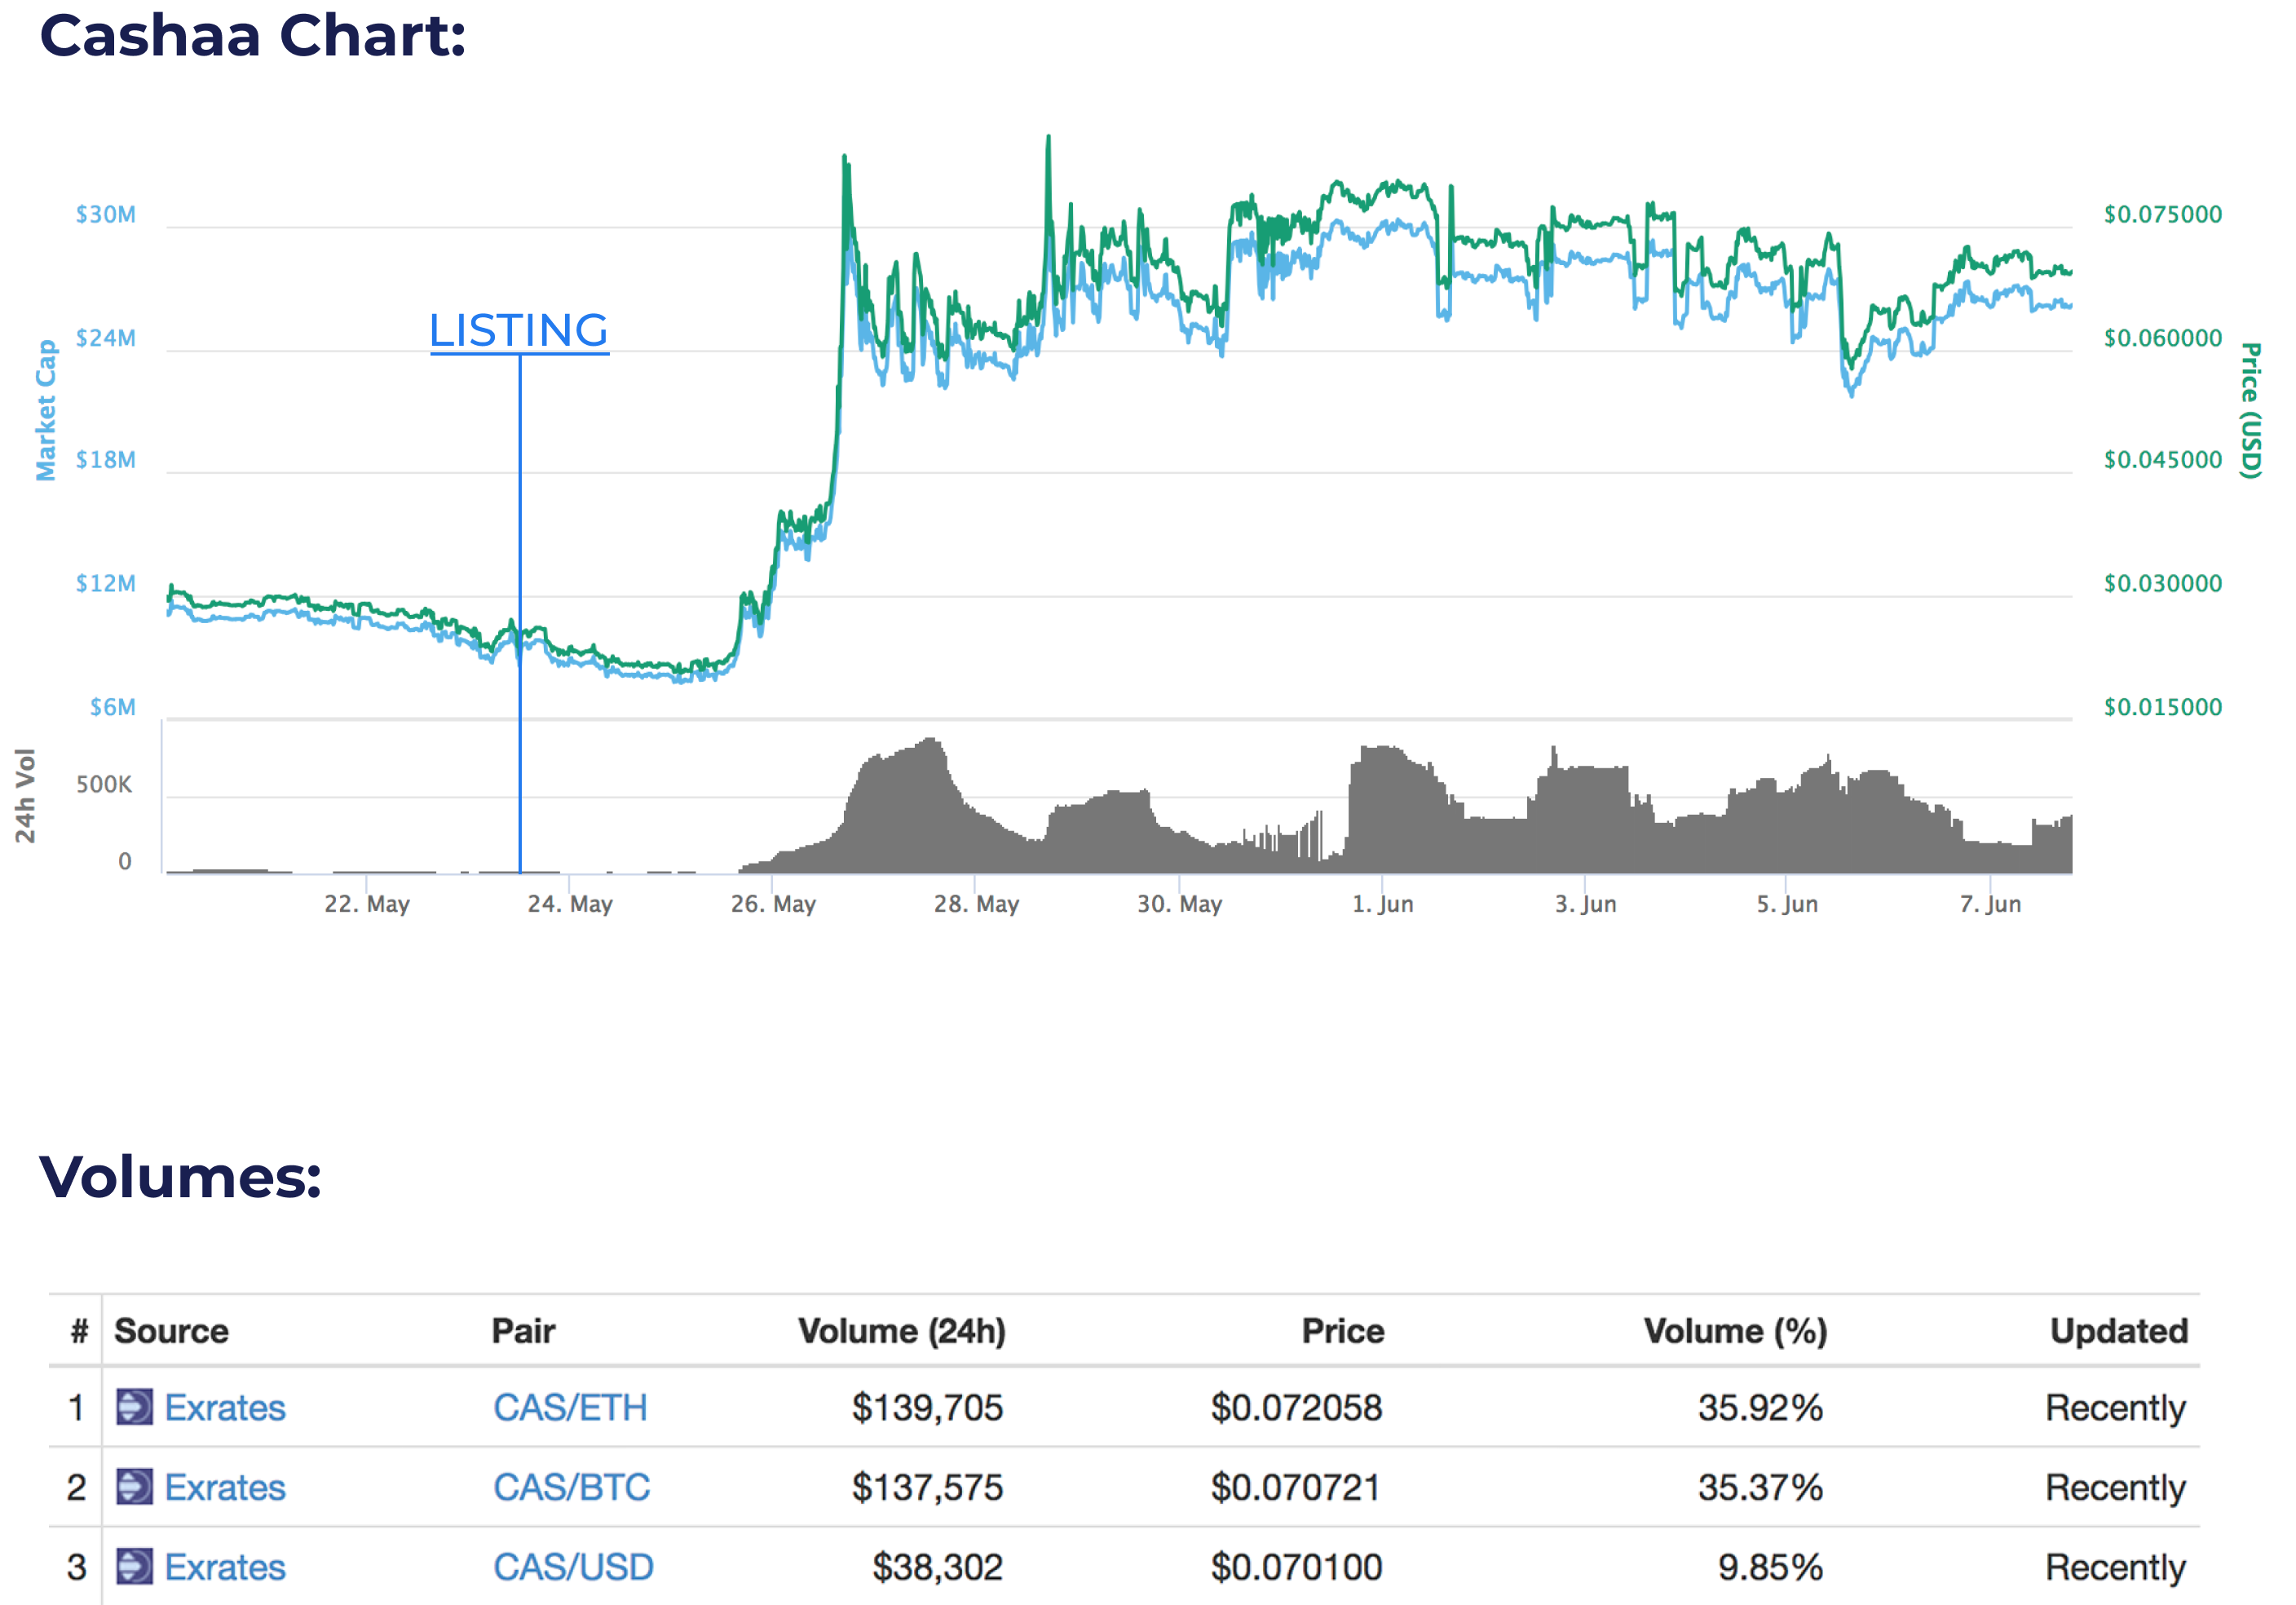 Cashaa Chart:
$30M
$24M
$18M
$12M
$6M
Market Cap
LISTING
$0.075000
$0.060000
$0.045000
$0.030000
$0.015000
Price (USD)
24h Vol
500K
0
22. May 24. May 26. May 28. May 30. May 1. Jun 3. Jun 5. Jun 7. Jun
Volumes:
# Source Pair Volume (24h) Price Volume (%) Updated
1 Exrates CAS/ETH $139,705 $0.072058 35.92% Recently
2 Exrates CAS/BTC $137,575 $0.070721 35.37% Recently
3 Exrates CAS/USD $38,302 $0.070100 9.85% Recently